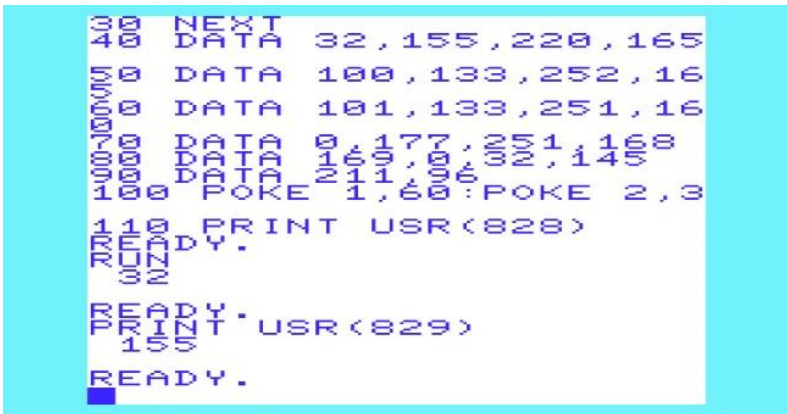 30 NEXT
40 DATA 32,155,220,165
50 DATA 100,133,252,16
5
60 DATA 101,133,251,16
0
70 DATA 0,177,251,168
80 DATA 169,0,32,145
90 DATA 211,96
100 POKE 1,60:POKE 2,3
110 PRINT USR(828)
READY.
RUN
32
READY.
PRINT USR(829)
155
READY.